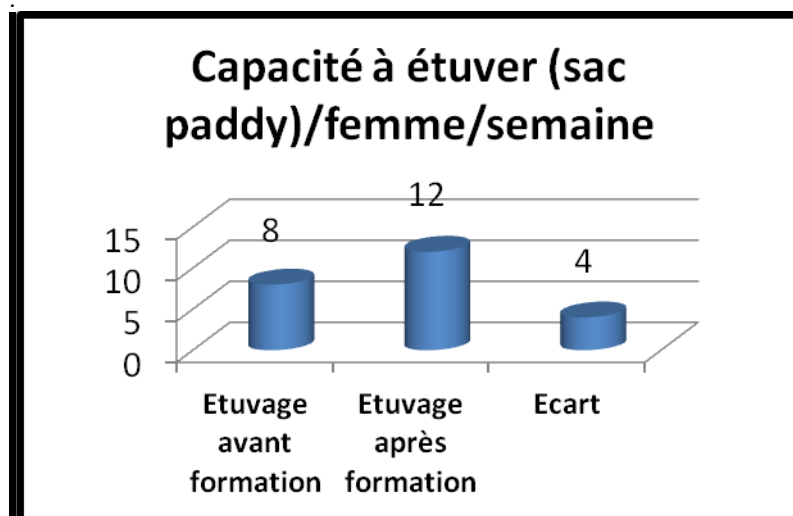 Capacité à étuver (sac
paddy)/femme/semaine
12
8
4
15
10
5
0
Etuvage
avant
formation
Etuvage
après
formation
Ecart